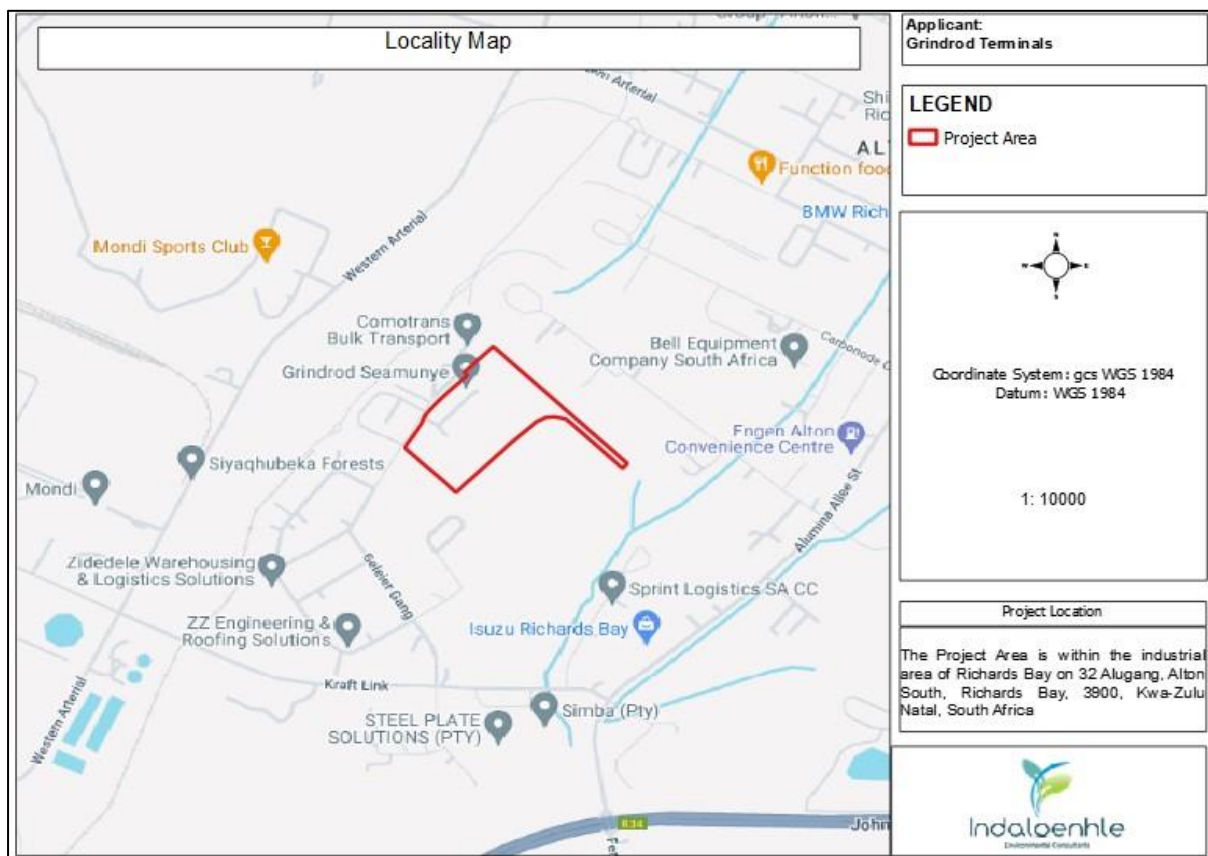 Locality Map
Western Arterial
Mondi Sports Club
Comotrans
Bulk Transport
Grindrod Seamunye
Bell Equipment
Company South Africa
Function food
BMW Rich
Engen Alton
Convenience Centre
Alumina Allee St
Siyaqhubeka Forests
Mondi
Zidedele Warehousing
& Logistics Solutions
Geleier Gang
Sprint Logistics SA CC
ZZ Engineering &
Roofing Solutions
Isuzu Richards Bay
Kraft Link
Simba (Pty)
STEEL PLATE
SOLUTIONS (PTY)
Western Arterial
R34
John
Applicant:
Grindrod Terminals
LEGEND
Project Area
N
W
E
S
Coordinate System: gcs WGS 1984
Datum: WGS 1984
1: 10000
Project Location
The Project Area is within the industrial
area of Richards Bay on 32 Alugang, Alton
South, Richards Bay, 3900, Kwa-Zulu
Natal, South Africa
Indaloenhle
Environmental Consultants